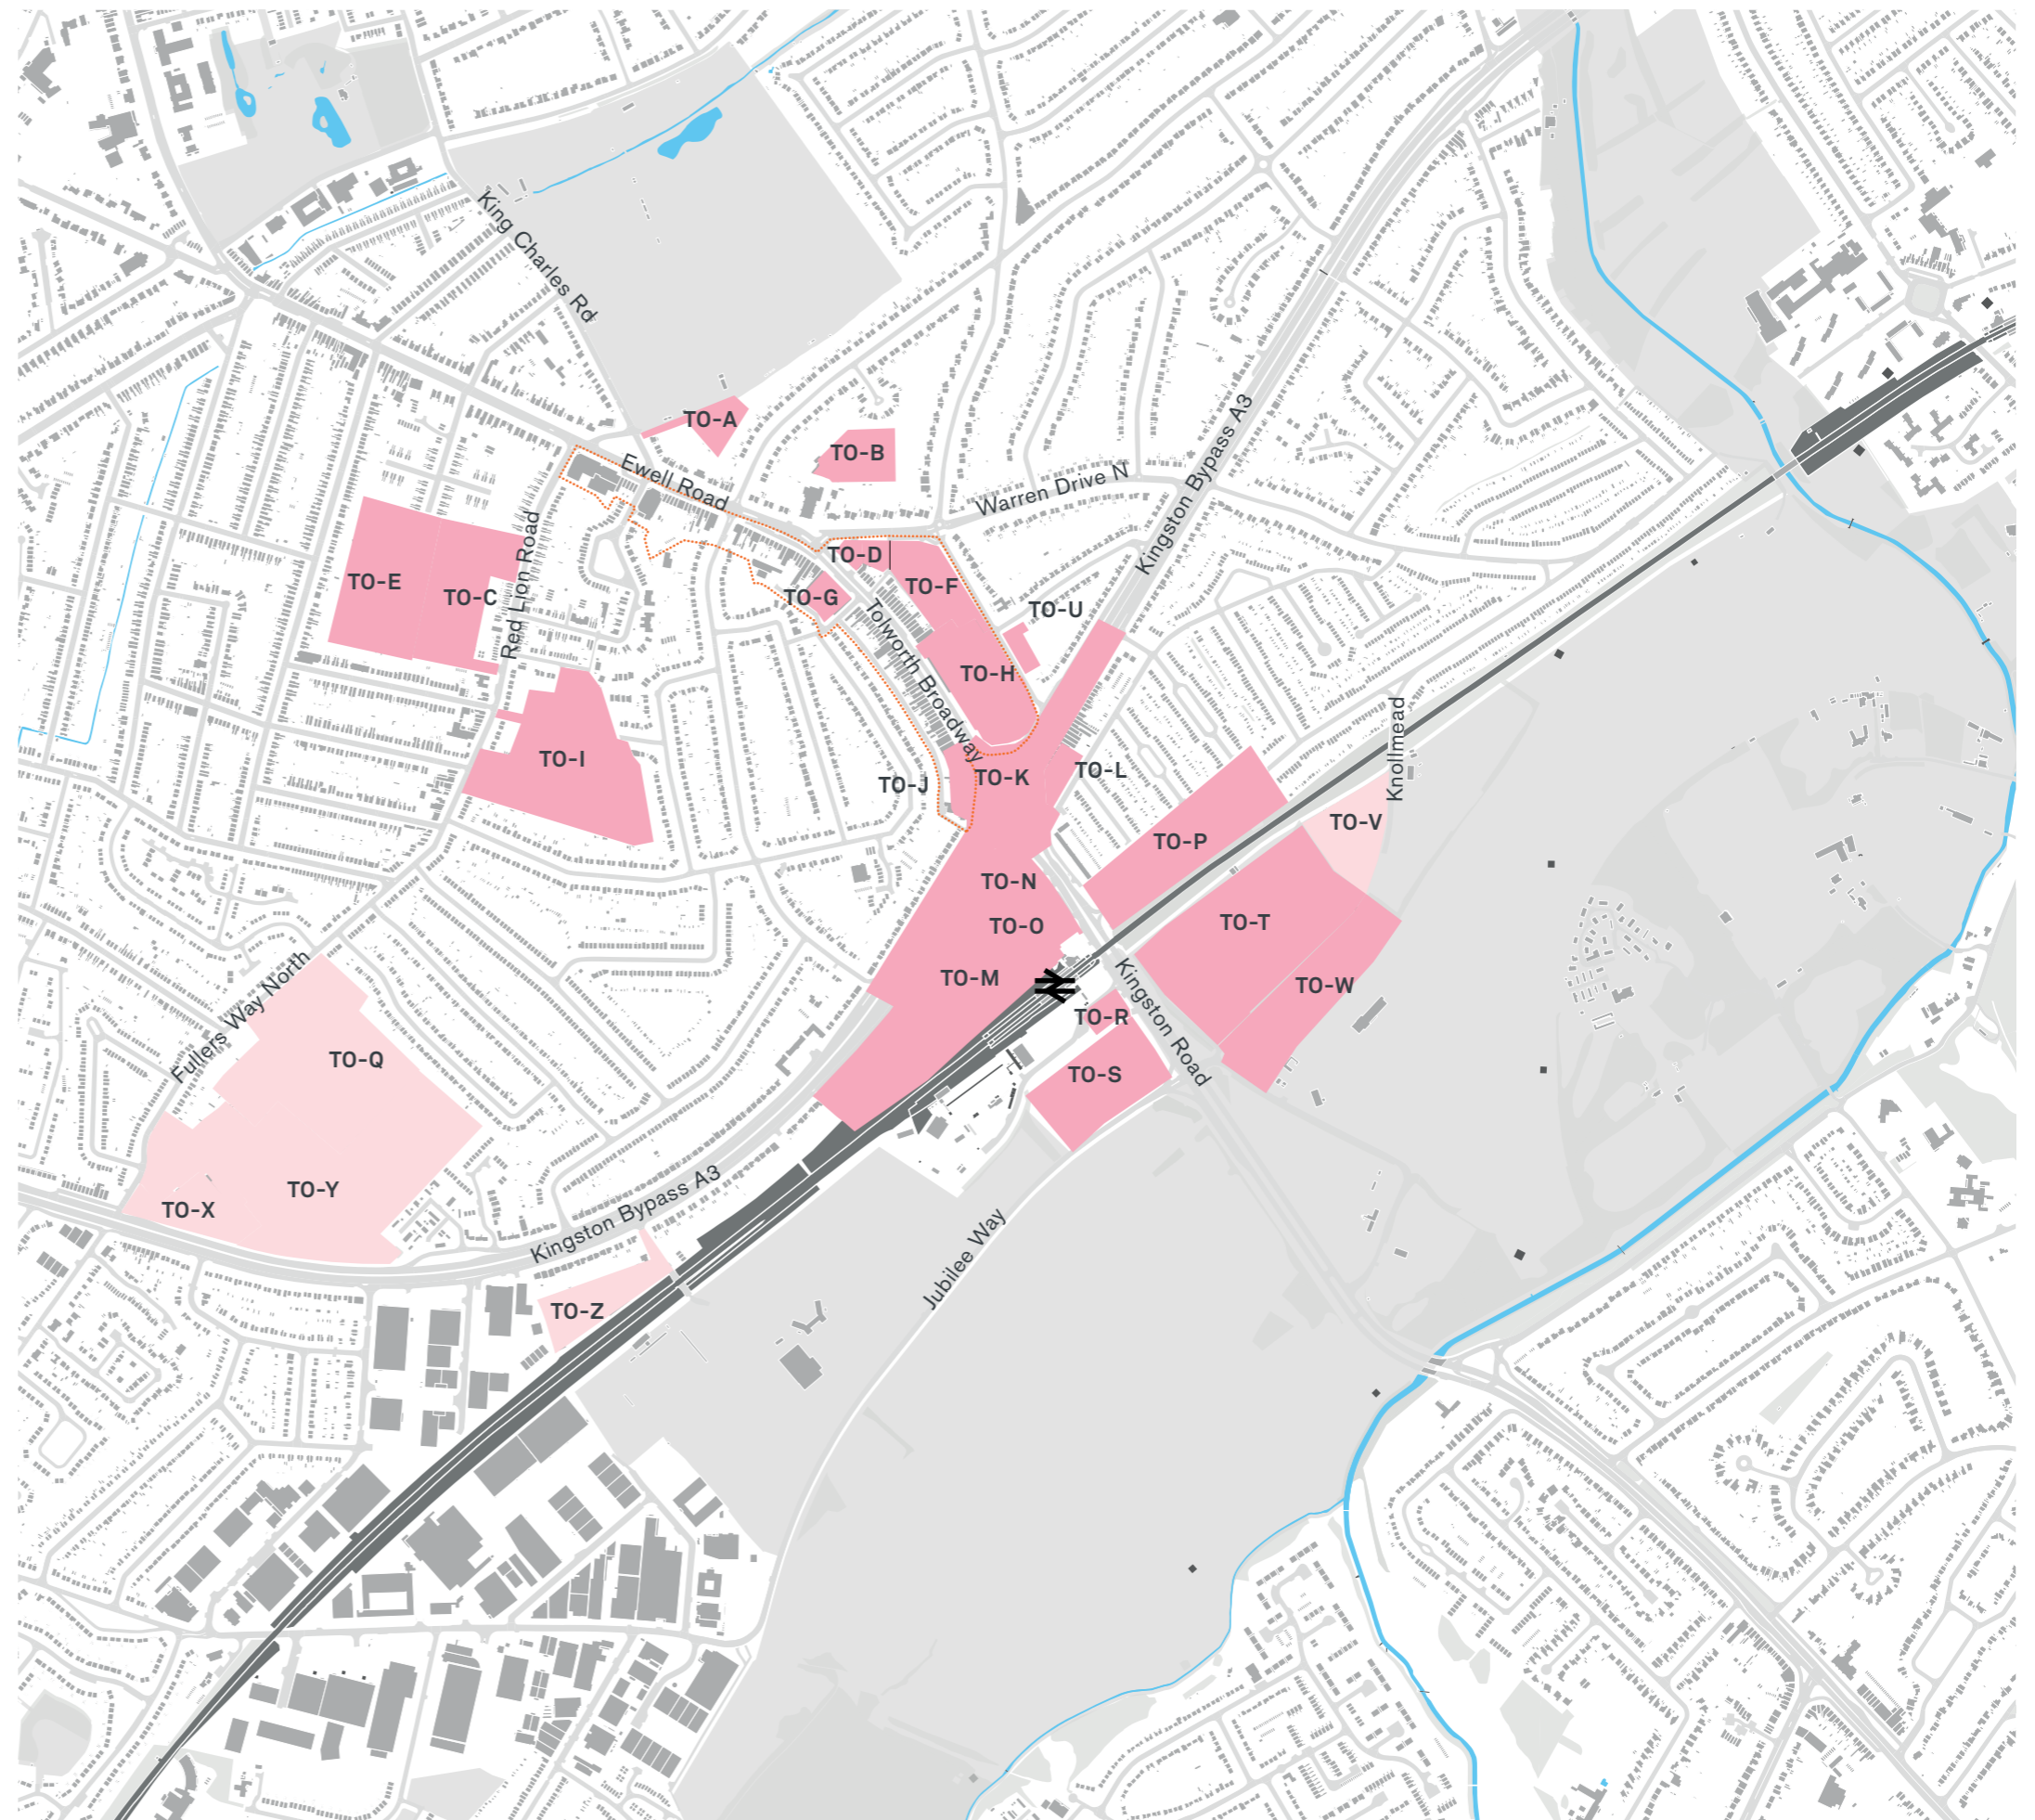 King Charles Rd
TO-A
TO-B
Kingston Bypass A3
Ewell Road
Warren Drive N
TO-D
TO-E
TO-C
Red Lion Road
TO-F
TO-G
TO-U
Tolworth Broadway
TO-H
TO-I
TO-J
TO-K
TO-L
Knollmead
TO-V
TO-P
TO-N
TO-O
TO-T
TO-M
TO-W
Fullers Way North
TO-R
Kingston Road
TO-Q
TO-S
TO-Y
TO-X
Kingston Bypass A3
Jubilee Way
TO-Z